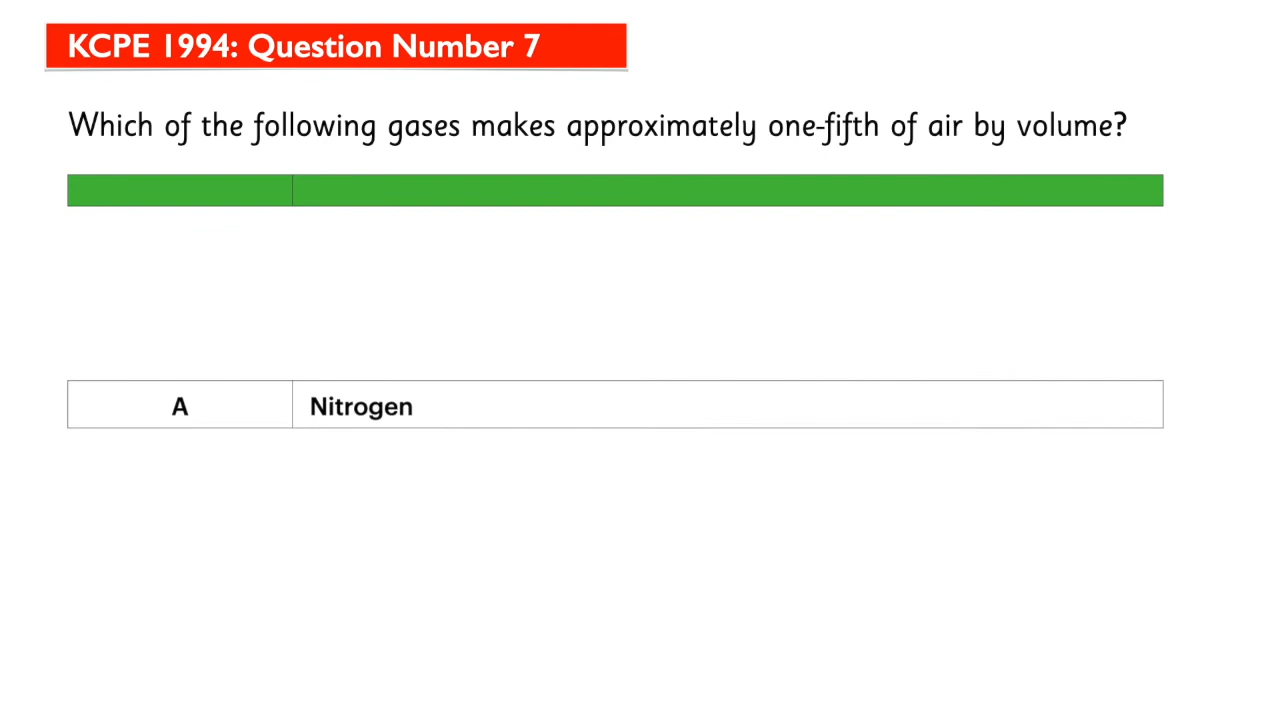 KCPE 1994: Question Number 7
Which of the following gases makes approximately one-fifth of air by volume?
A Nitrogen